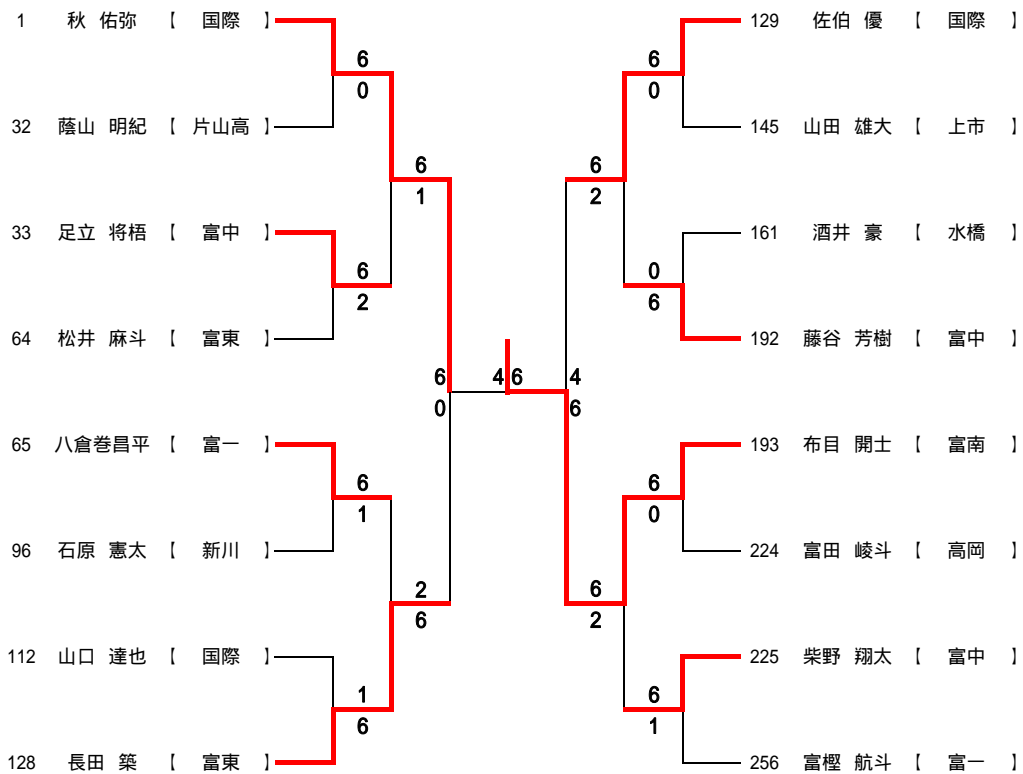 1 秋 佑弥 【 国際 】
129 佐伯 優 【 国際 】
6 6
0 0
32 蔭山 明紀 【 片山高 】
145 山田 雄大 【 上市 】
6 6
1 2
33 足立 将梧 【 富中 】
161 酒井 豪 【 水橋 】
6 0
2 6
64 松井 麻斗 【 富東 】
192 藤谷 芳樹 【 富中 】
6 4 6 4
0 6
65 八倉巻昌平 【 富一 】
193 布目 開士 【 富南 】
6 6
1 0
96 石原 憲太 【 新川 】
224 富田 崚斗 【 高岡 】
2 6
6 2
112 山口 達也 【 国際 】
225 柴野 翔太 【 富中 】
1 6
6 1
128 長田 築 【 富東 】
256 富樫 航斗 【 富一 】